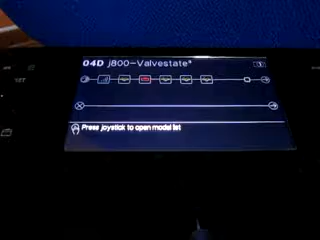 04D j800-Valvestate*
Press joystick to open model list